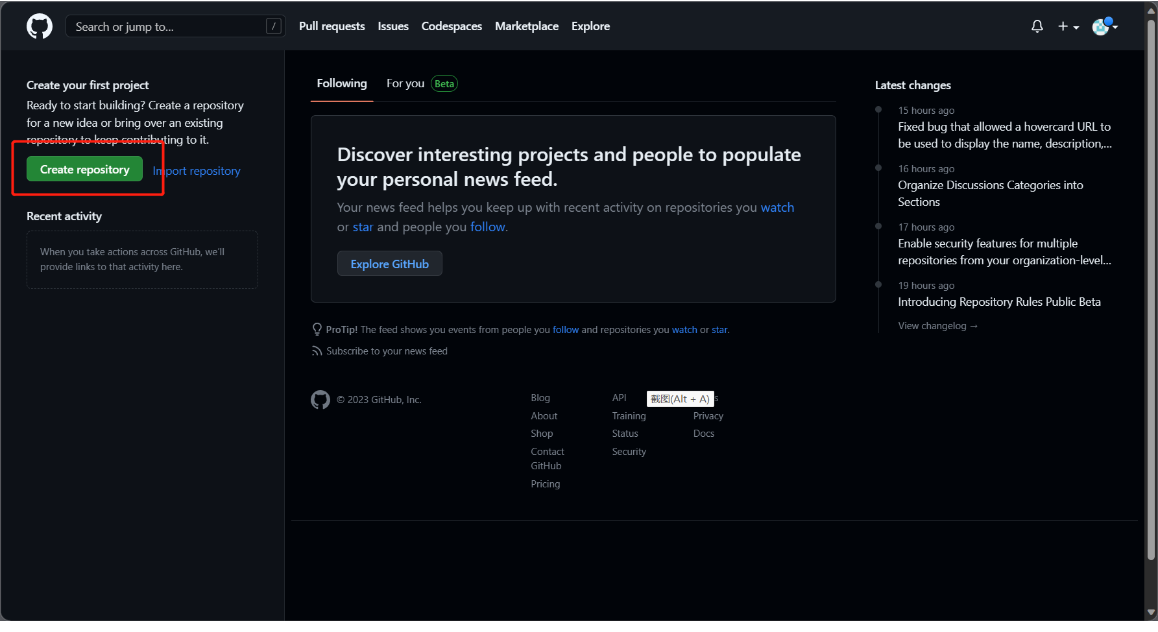 Search or jump to... /
Pull requests
Issues
Codespaces
Marketplace
Explore
Create your first project
Ready to start building? Create a repository
for a new idea or bring over an existing
repository to keep contributing to it.
Create repository
Import repository
Recent activity
When you take actions across GitHub, we'll
provide links to that activity here.
Following
For you
Beta
Discover interesting projects and people to populate
your personal news feed.
Your news feed helps you keep up with recent activity on repositories you watch
or star and people you follow.
Explore GitHub
ProTip! The feed shows you events from people you follow and repositories you watch or star.
Subscribe to your news feed
© 2023 GitHub, Inc.
Blog
About
Shop
Contact
GitHub
Pricing
API
Training
Status
Security
截图(Alt + A)
Privacy
Docs
Latest changes
15 hours ago
Fixed bug that allowed a hovercard URL to
be used to display the name, description,...
16 hours ago
Organize Discussions Categories into
Sections
17 hours ago
Enable security features for multiple
repositories from your organization-level...
19 hours ago
Introducing Repository Rules Public Beta
View changelog →